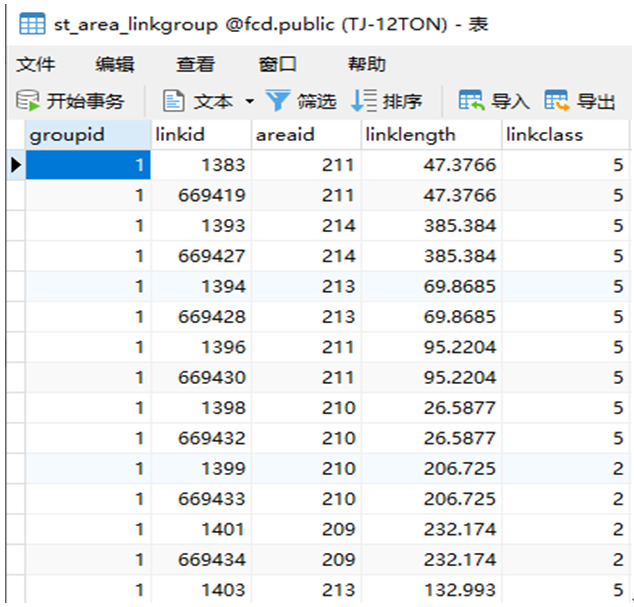 st_area_linkgroup @fcd.public (TJ-12TON) - 表
文件 编辑 查看 窗口 帮助
开始事务 文本 筛选 排序 导入 导出
groupid linkid areaid linklength linkclass
1 1383 211 47.3766 5
1 669419 211 47.3766 5
1 1393 214 385.384 5
1 669427 214 385.384 5
1 1394 213 69.8685 5
1 669428 213 69.8685 5
1 1396 211 95.2204 5
1 669430 211 95.2204 5
1 1398 210 26.5877 5
1 669432 210 26.5877 5
1 1399 210 206.725 2
1 669433 210 206.725 2
1 1401 209 232.174 2
1 669434 209 232.174 2
1 1403 213 132.993 5